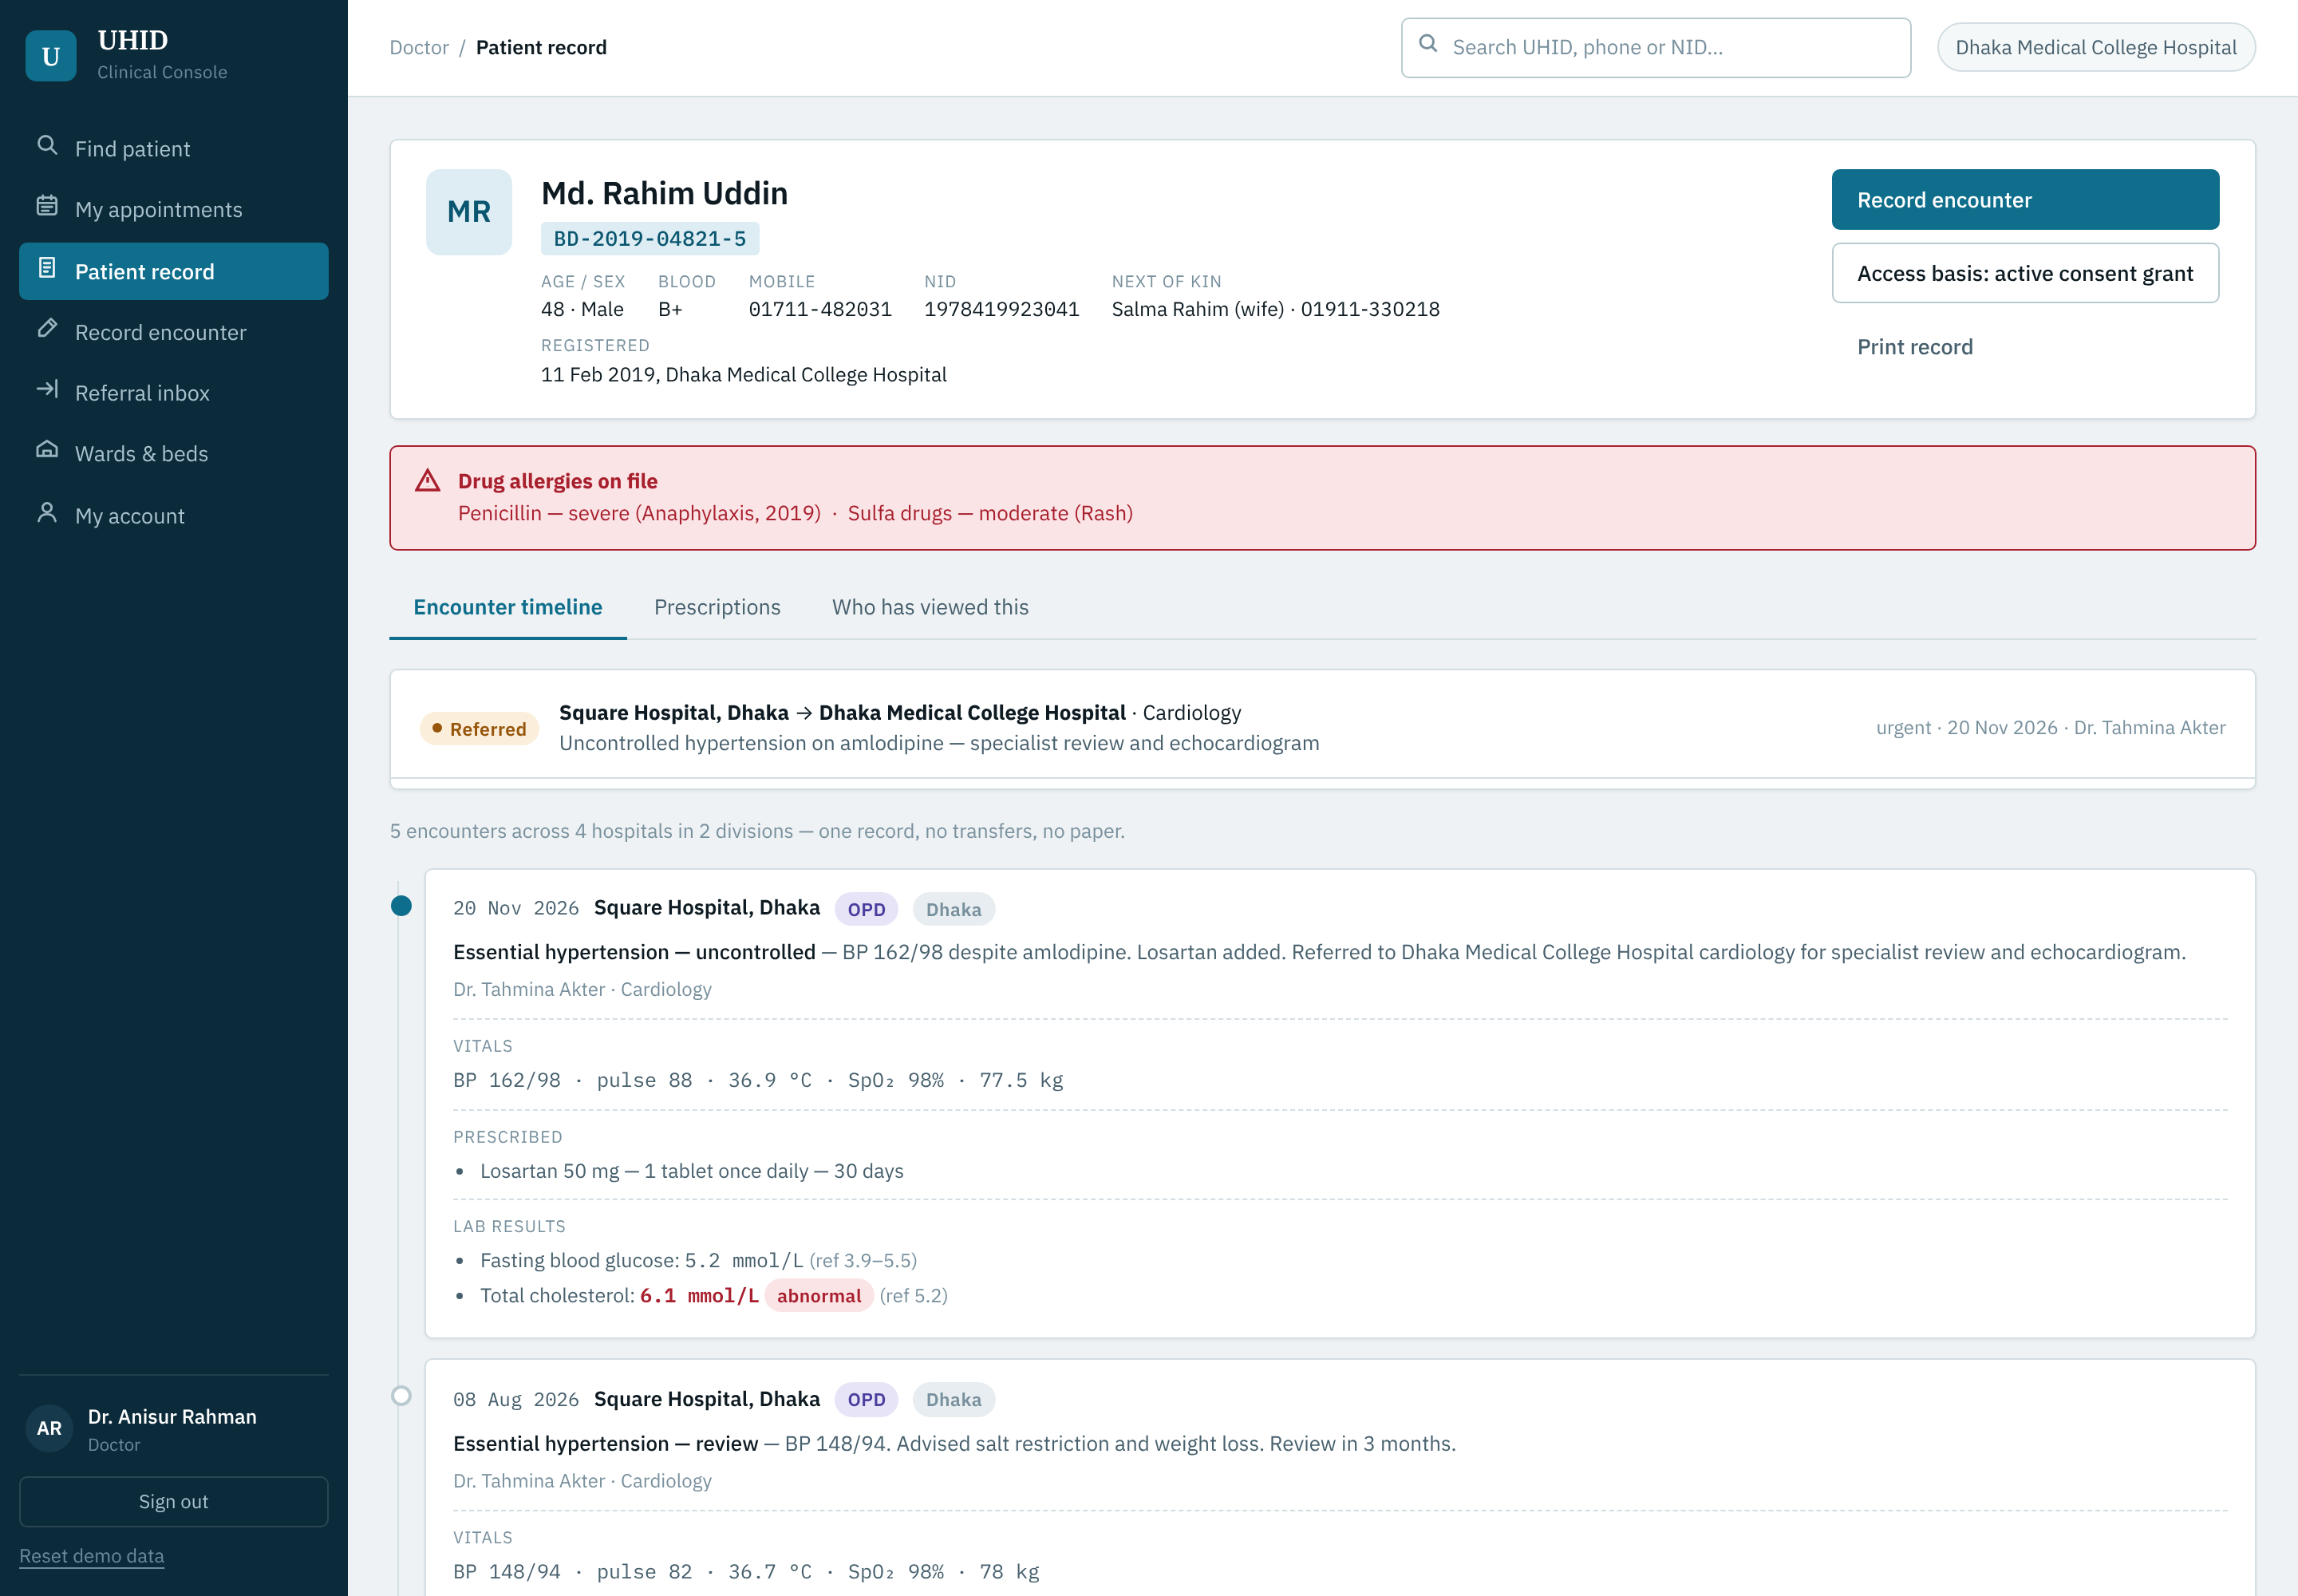 U
UHID
Clinical Console
Find patient
My appointments
Patient record
Record encounter
Referral inbox
Wards & beds
My account
AR
Dr. Anisur Rahman
Doctor
Sign out
Reset demo data
Doctor / Patient record
Search UHID, phone or NID...
Dhaka Medical College Hospital
MR
Md. Rahim Uddin
BD-2019-04821-5
AGE / SEX BLOOD MOBILE NID NEXT OF KIN
48 · Male B+ 01711-482031 1978419923041 Salma Rahim (wife) · 01911-330218
REGISTERED
11 Feb 2019, Dhaka Medical College Hospital
Record encounter
Access basis: active consent grant
Print record
Drug allergies on file
Penicillin — severe (Anaphylaxis, 2019) · Sulfa drugs — moderate (Rash)
Encounter timeline Prescriptions Who has viewed this
Referred
Square Hospital, Dhaka → Dhaka Medical College Hospital · Cardiology
Uncontrolled hypertension on amlodipine — specialist review and echocardiogram
urgent · 20 Nov 2026 · Dr. Tahmina Akter
5 encounters across 4 hospitals in 2 divisions — one record, no transfers, no paper.
20 Nov 2026 Square Hospital, Dhaka OPD Dhaka
Essential hypertension — uncontrolled — BP 162/98 despite amlodipine. Losartan added. Referred to Dhaka Medical College Hospital cardiology for specialist review and echocardiogram.
Dr. Tahmina Akter · Cardiology
VITALS
BP 162/98 · pulse 88 · 36.9 °C · SpO₂ 98% · 77.5 kg
PRESCRIBED
• Losartan 50 mg — 1 tablet once daily — 30 days
LAB RESULTS
• Fasting blood glucose: 5.2 mmol/L (ref 3.9–5.5)
• Total cholesterol: 6.1 mmol/L abnormal (ref 5.2)
08 Aug 2026 Square Hospital, Dhaka OPD Dhaka
Essential hypertension — review — BP 148/94. Advised salt restriction and weight loss. Review in 3 months.
Dr. Tahmina Akter · Cardiology
VITALS
BP 148/94 · pulse 82 · 36.7 °C · SpO₂ 98% · 78 kg